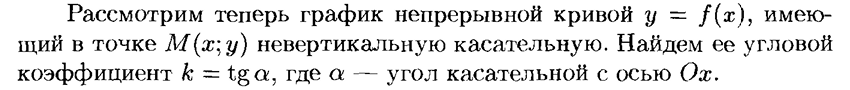 Рассмотрим теперь график непрерывной кривой y = f(x), имею-
щий в точке M(x; y) невертикальную касательную. Найдем ее угловой
коэффициент k = tg α, где α — угол касательной с осью Ox.